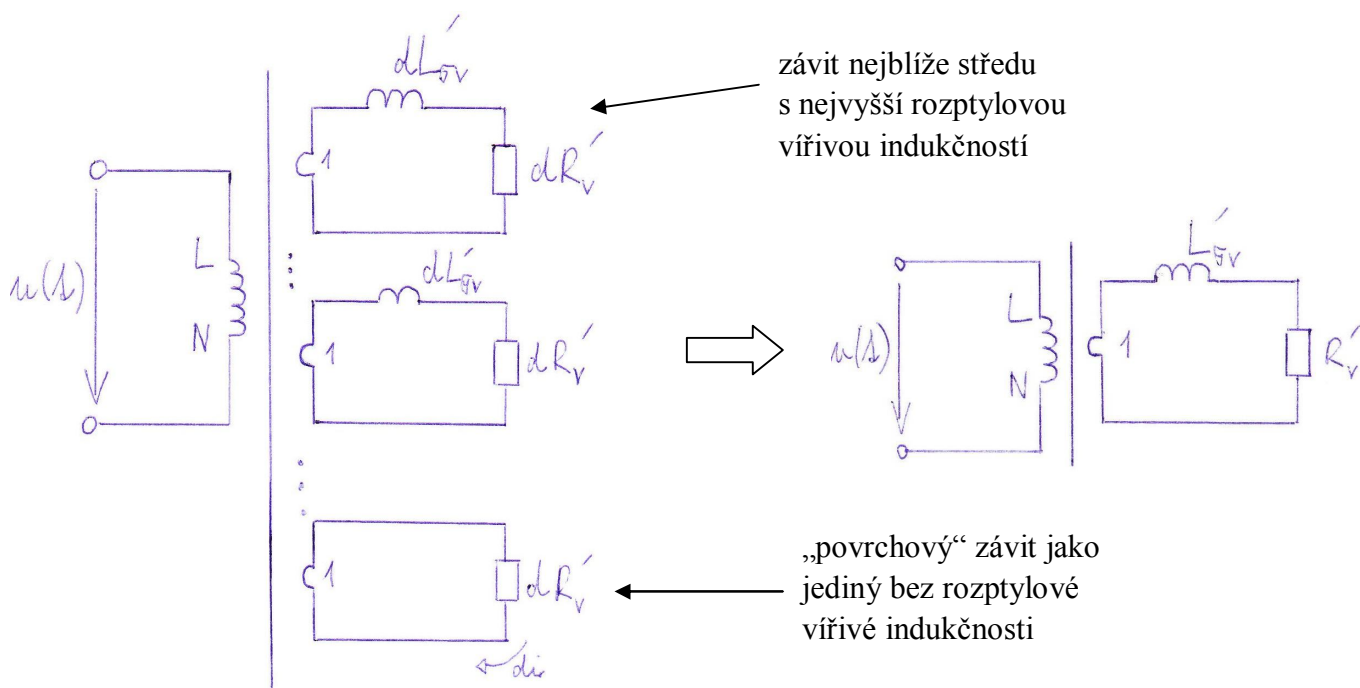 dL′σv
závit nejblíže středu
s nejvyšší rozptylovou
vířivou indukčností
1
dR′v
u(t)
L
N
dL′σv
1
dR′v
L′σv
u(t)
L
N
1
R′v
1
dR′v
„povrchový“ závit jako
jediný bez rozptylové
vířivé indukčnosti
di